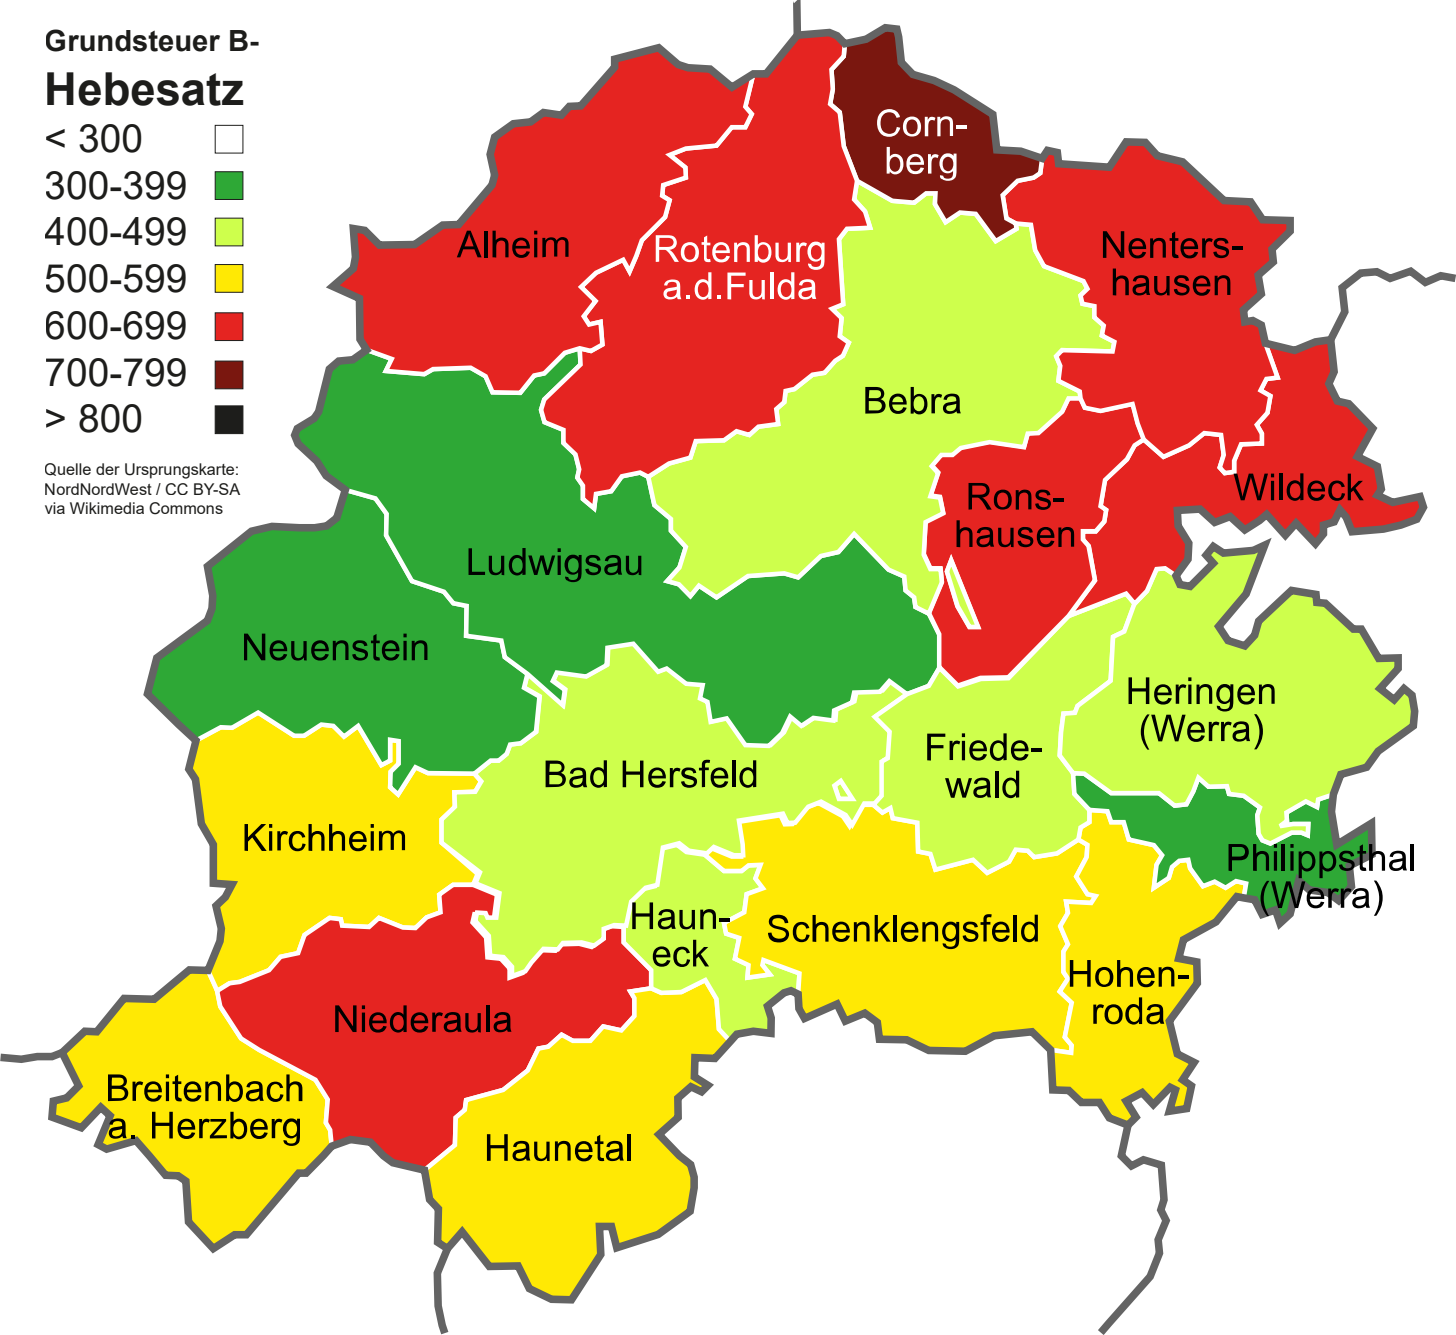 Grundsteuer B-
Hebesatz
< 300
300-399
400-499
500-599
600-699
700-799
> 800
Quelle der Ursprungskarte:
NordNordWest / CC BY-SA
via Wikimedia Commons
Corn-
berg
Alheim
Rotenburg
a.d.Fulda
Nenters-
hausen
Bebra
Wildeck
Rons-
hausen
Ludwigsau
Neuenstein
Heringen
(Werra)
Friede-
wald
Bad Hersfeld
Kirchheim
Philippsthal
(Werra)
Haun-
eck
Schenklengsfeld
Hohen-
roda
Niederaula
Breitenbach
a. Herzberg
Haunetal